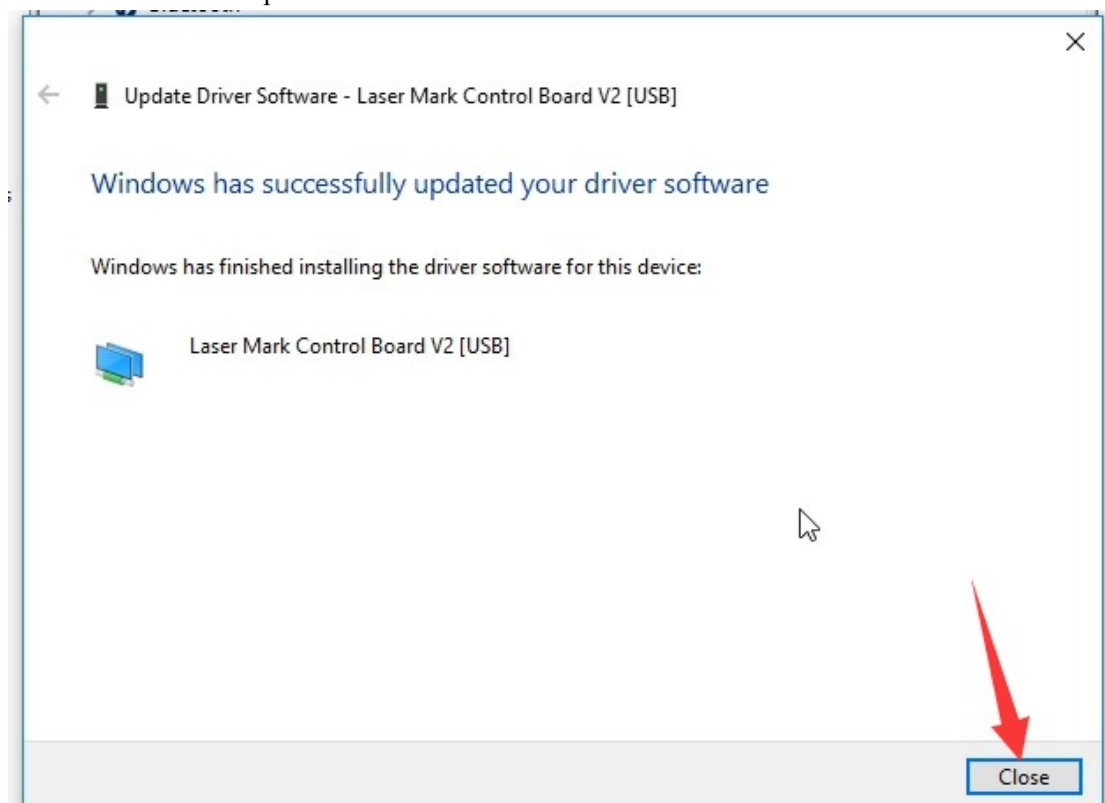 Update Driver Software - Laser Mark Control Board V2 [USB]
Windows has successfully updated your driver software
Windows has finished installing the driver software for this device:
Laser Mark Control Board V2 [USB]
Close